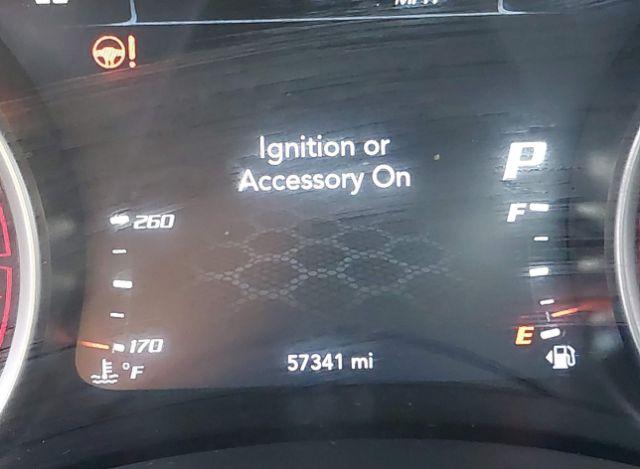 Ignition or
Accessory On
P
260
F
170
E
°F
57341 mi